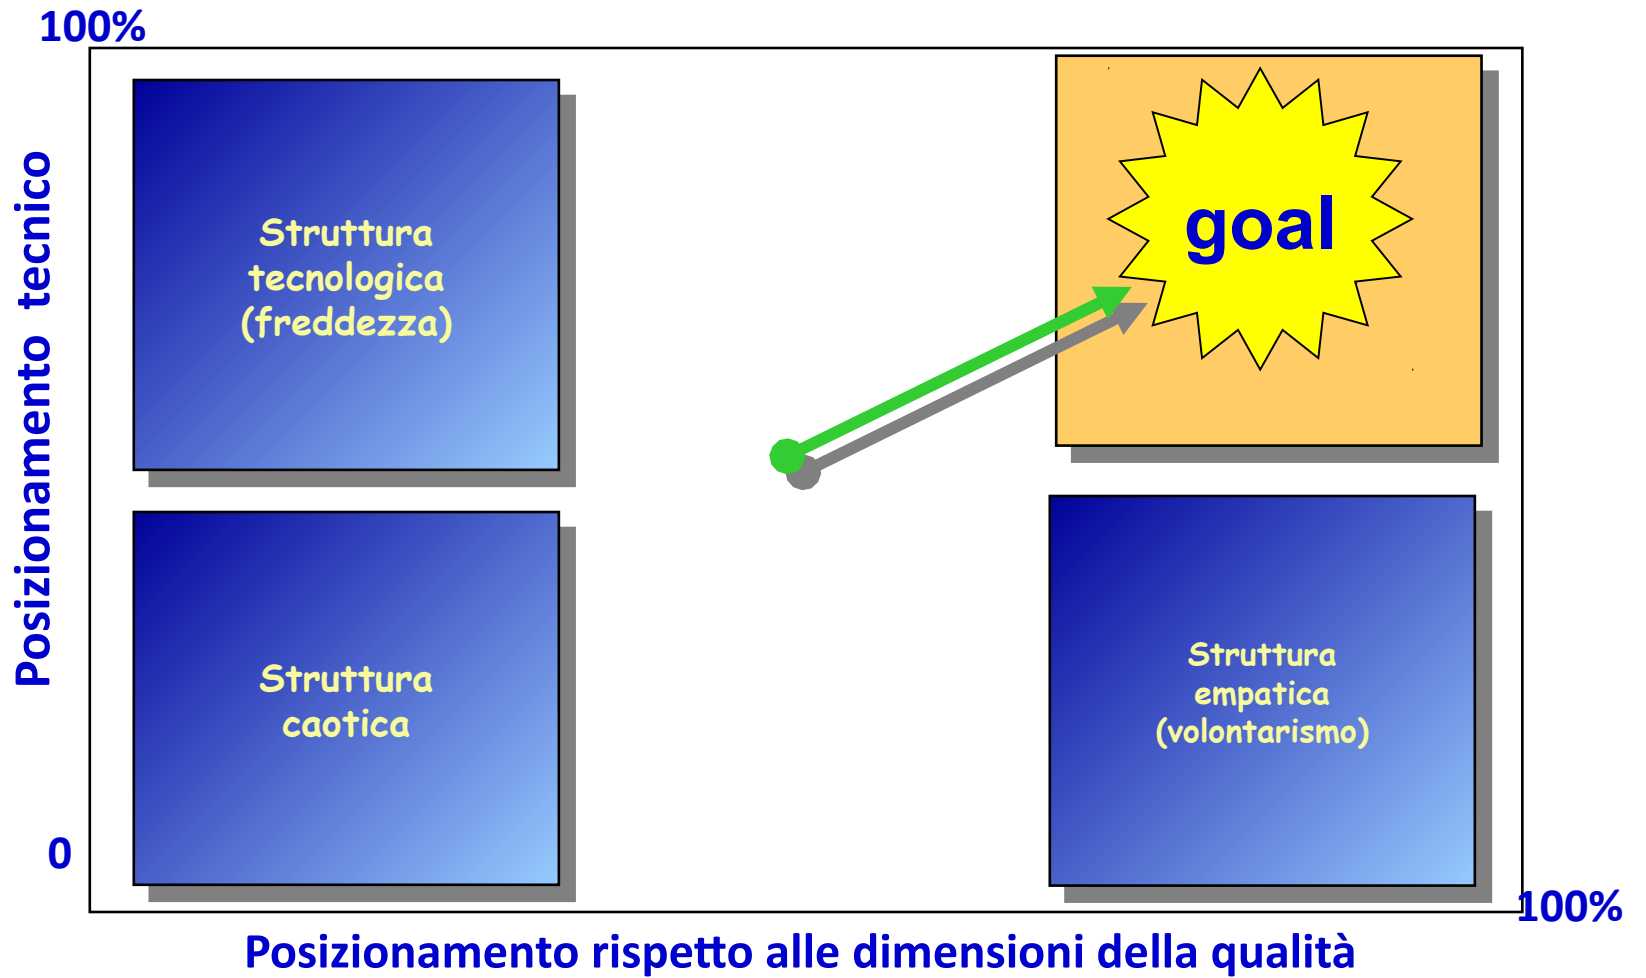 100%
Posizionamento tecnico
Struttura
tecnologica
(freddezza)
goal
Struttura
caotica
Struttura
empatica
(volontarismo)
0
100%
Posizionamento rispetto alle dimensioni della qualità